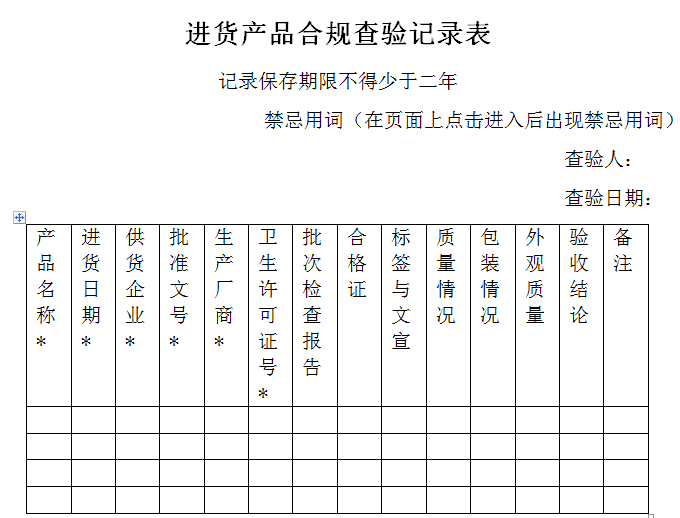 进货产品合规查验记录表
记录保存期限不得少于二年
禁忌用词（在页面上点击进入后出现禁忌用词）
查验人：
查验日期：
产品名称*
进货日期*
供货企业*
批准文号*
生产厂商*
卫生许可证号*
批次检查报告
合格证
标签与文宣
质量情况
包装情况
外观质量
验收结论
备注